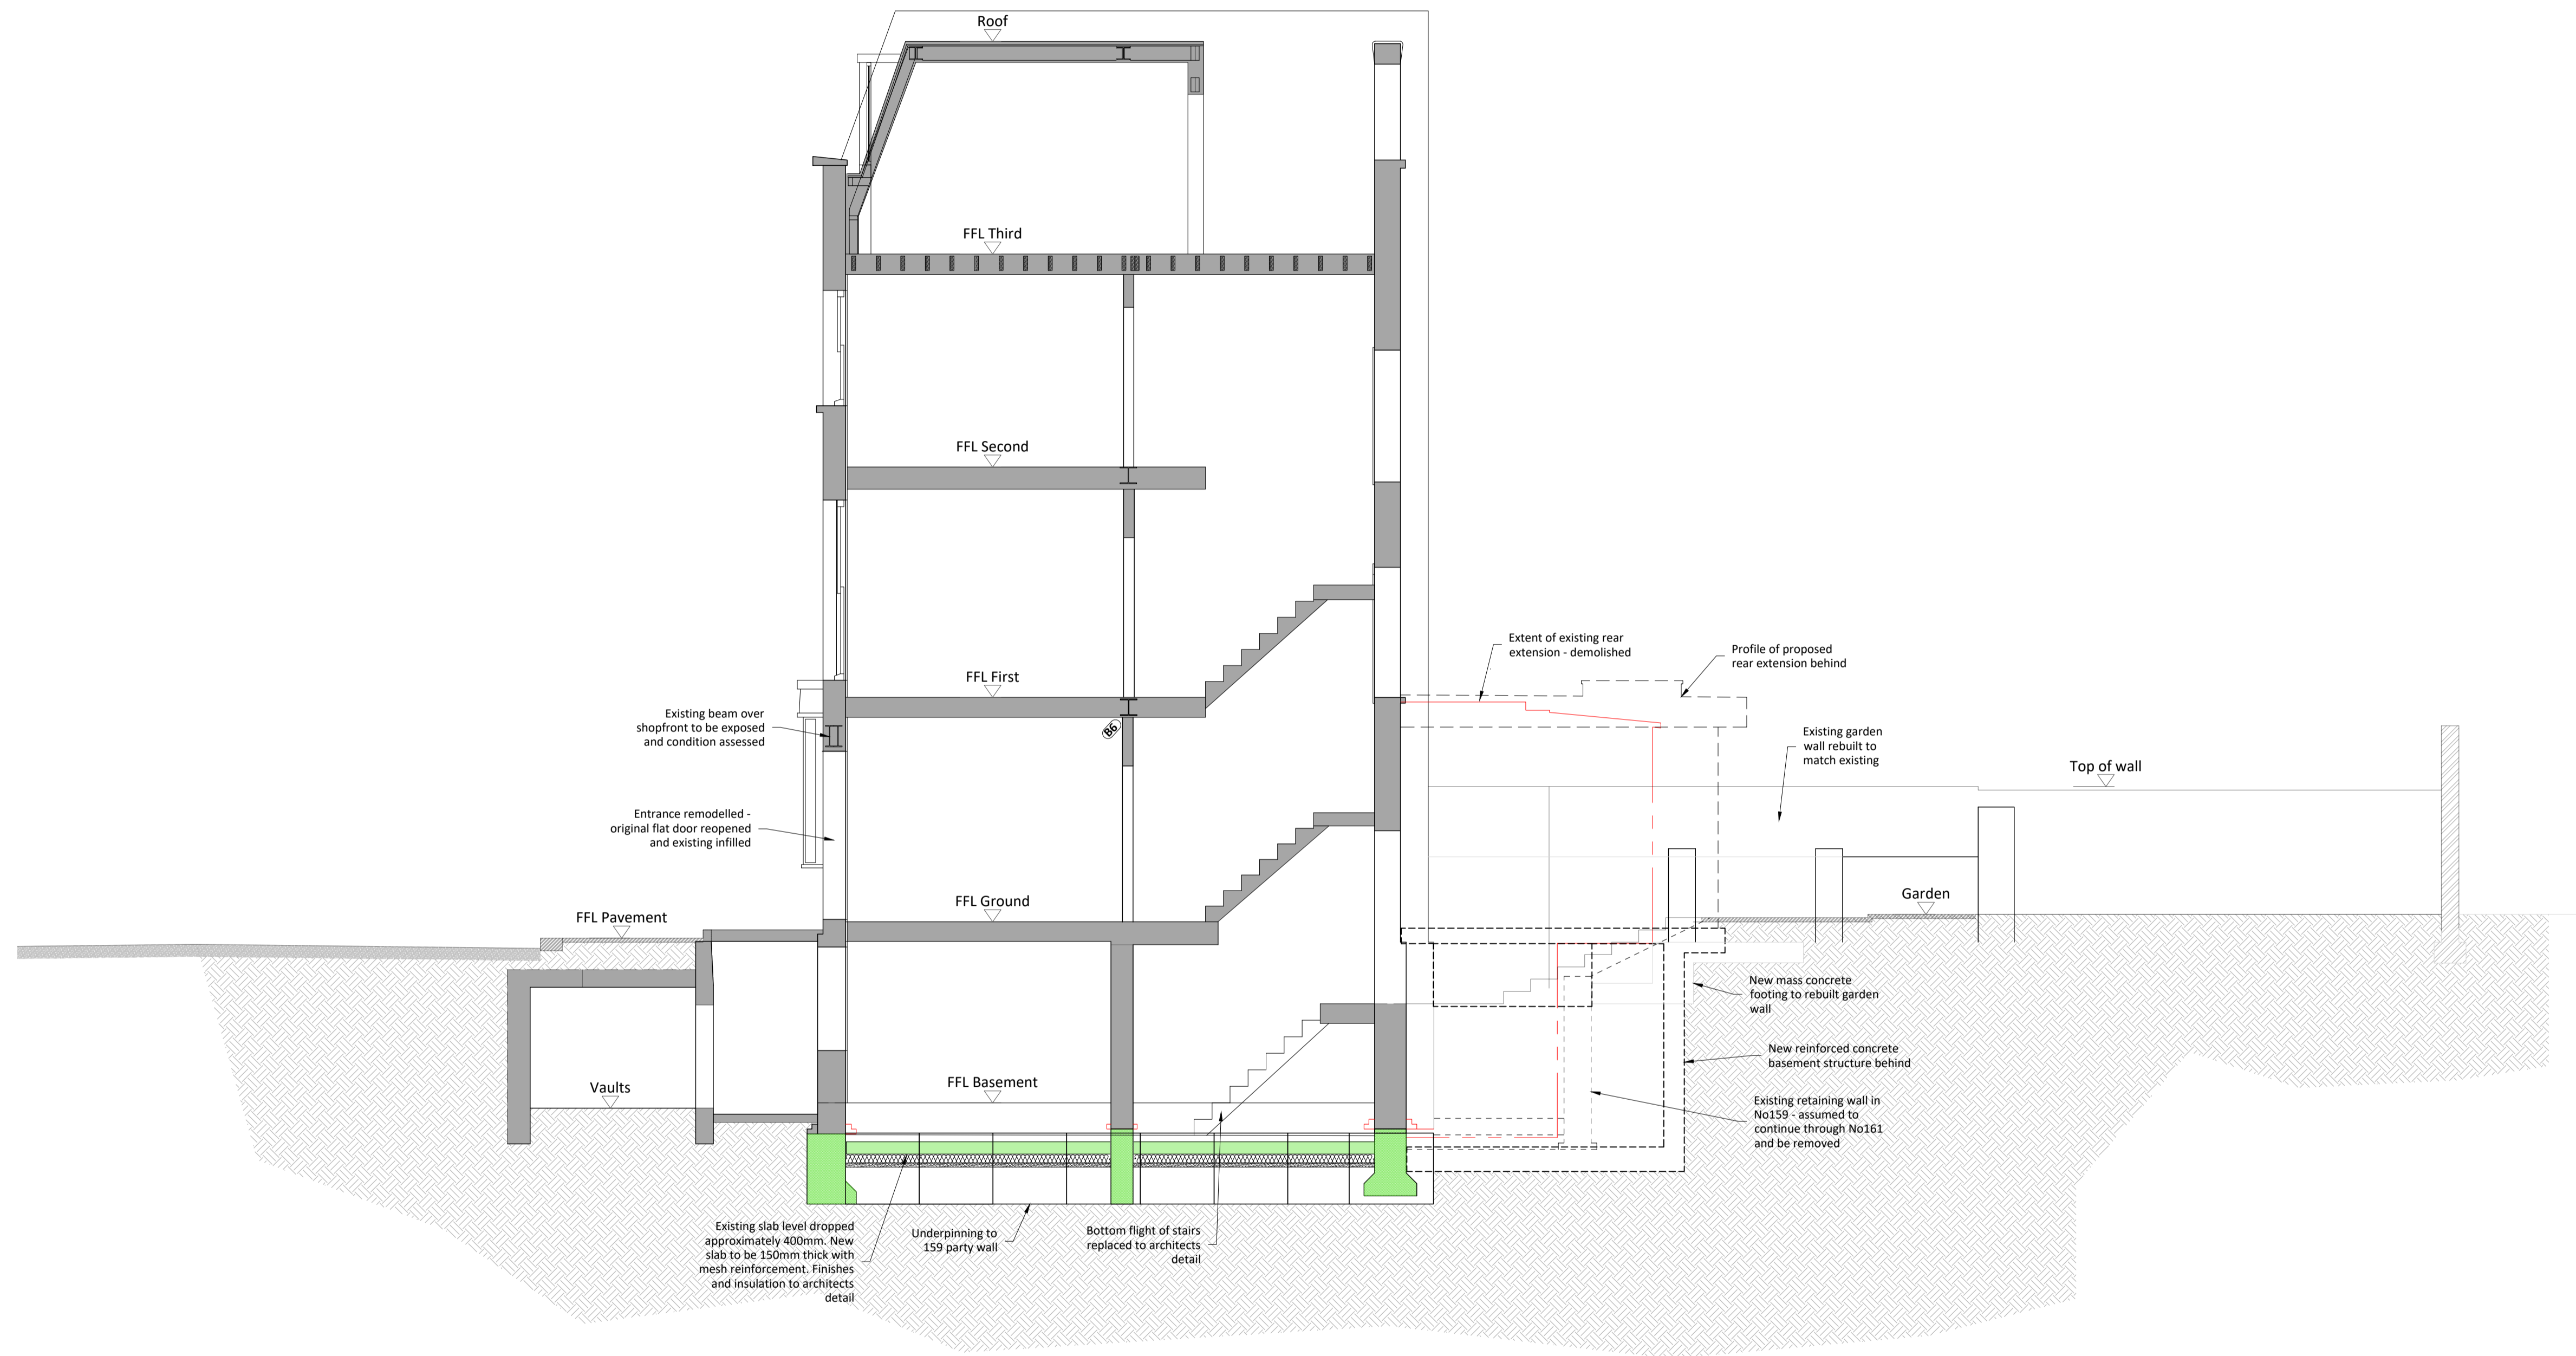 Roof
FFL Third
FFL Second
FFL First
Existing beam over
shopfront to be exposed
and condition assessed
B6
Extent of existing rear
extension - demolished
Profile of proposed
rear extension behind
Existing garden
wall rebuilt to
match existing
Top of wall
Entrance remodelled -
original flat door reopened
and existing infilled
FFL Ground
FFL Pavement
Garden
New mass concrete
footing to rebuilt garden
wall
New reinforced concrete
basement structure behind
Vaults
FFL Basement
Existing retaining wall in
No159 - assumed to
continue through No161
and be removed
Existing slab level dropped
approximately 400mm. New
slab to be 150mm thick with
mesh reinforcement. Finishes
and insulation to architects
detail
Underpinning to
159 party wall
Bottom flight of stairs
replaced to architects
detail